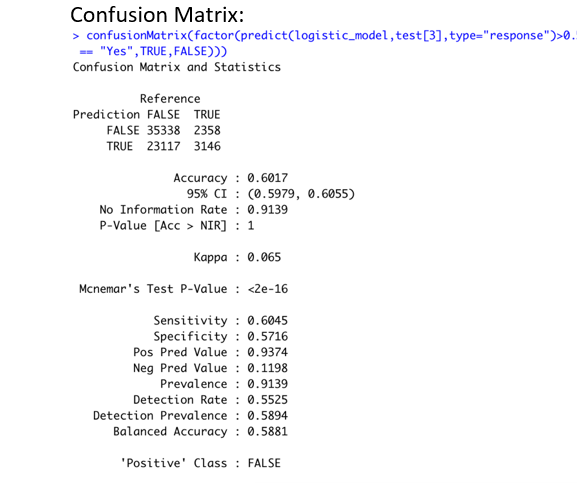 Confusion Matrix:
> confusionMatrix(factor(predict(logistic_model,test[3],type="response")>0.
== "Yes",TRUE,FALSE)))
Confusion Matrix and Statistics
Reference
Prediction FALSE TRUE
FALSE 35338 2358
TRUE 23117 3146
Accuracy : 0.6017
95% CI : (0.5979, 0.6055)
No Information Rate : 0.9139
P-Value [Acc > NIR] : 1
Kappa : 0.065
Mcnemar's Test P-Value : <2e-16
Sensitivity : 0.6045
Specificity : 0.5716
Pos Pred Value : 0.9374
Neg Pred Value : 0.1198
Prevalence : 0.9139
Detection Rate : 0.5525
Detection Prevalence : 0.5894
Balanced Accuracy : 0.5881
'Positive' Class : FALSE